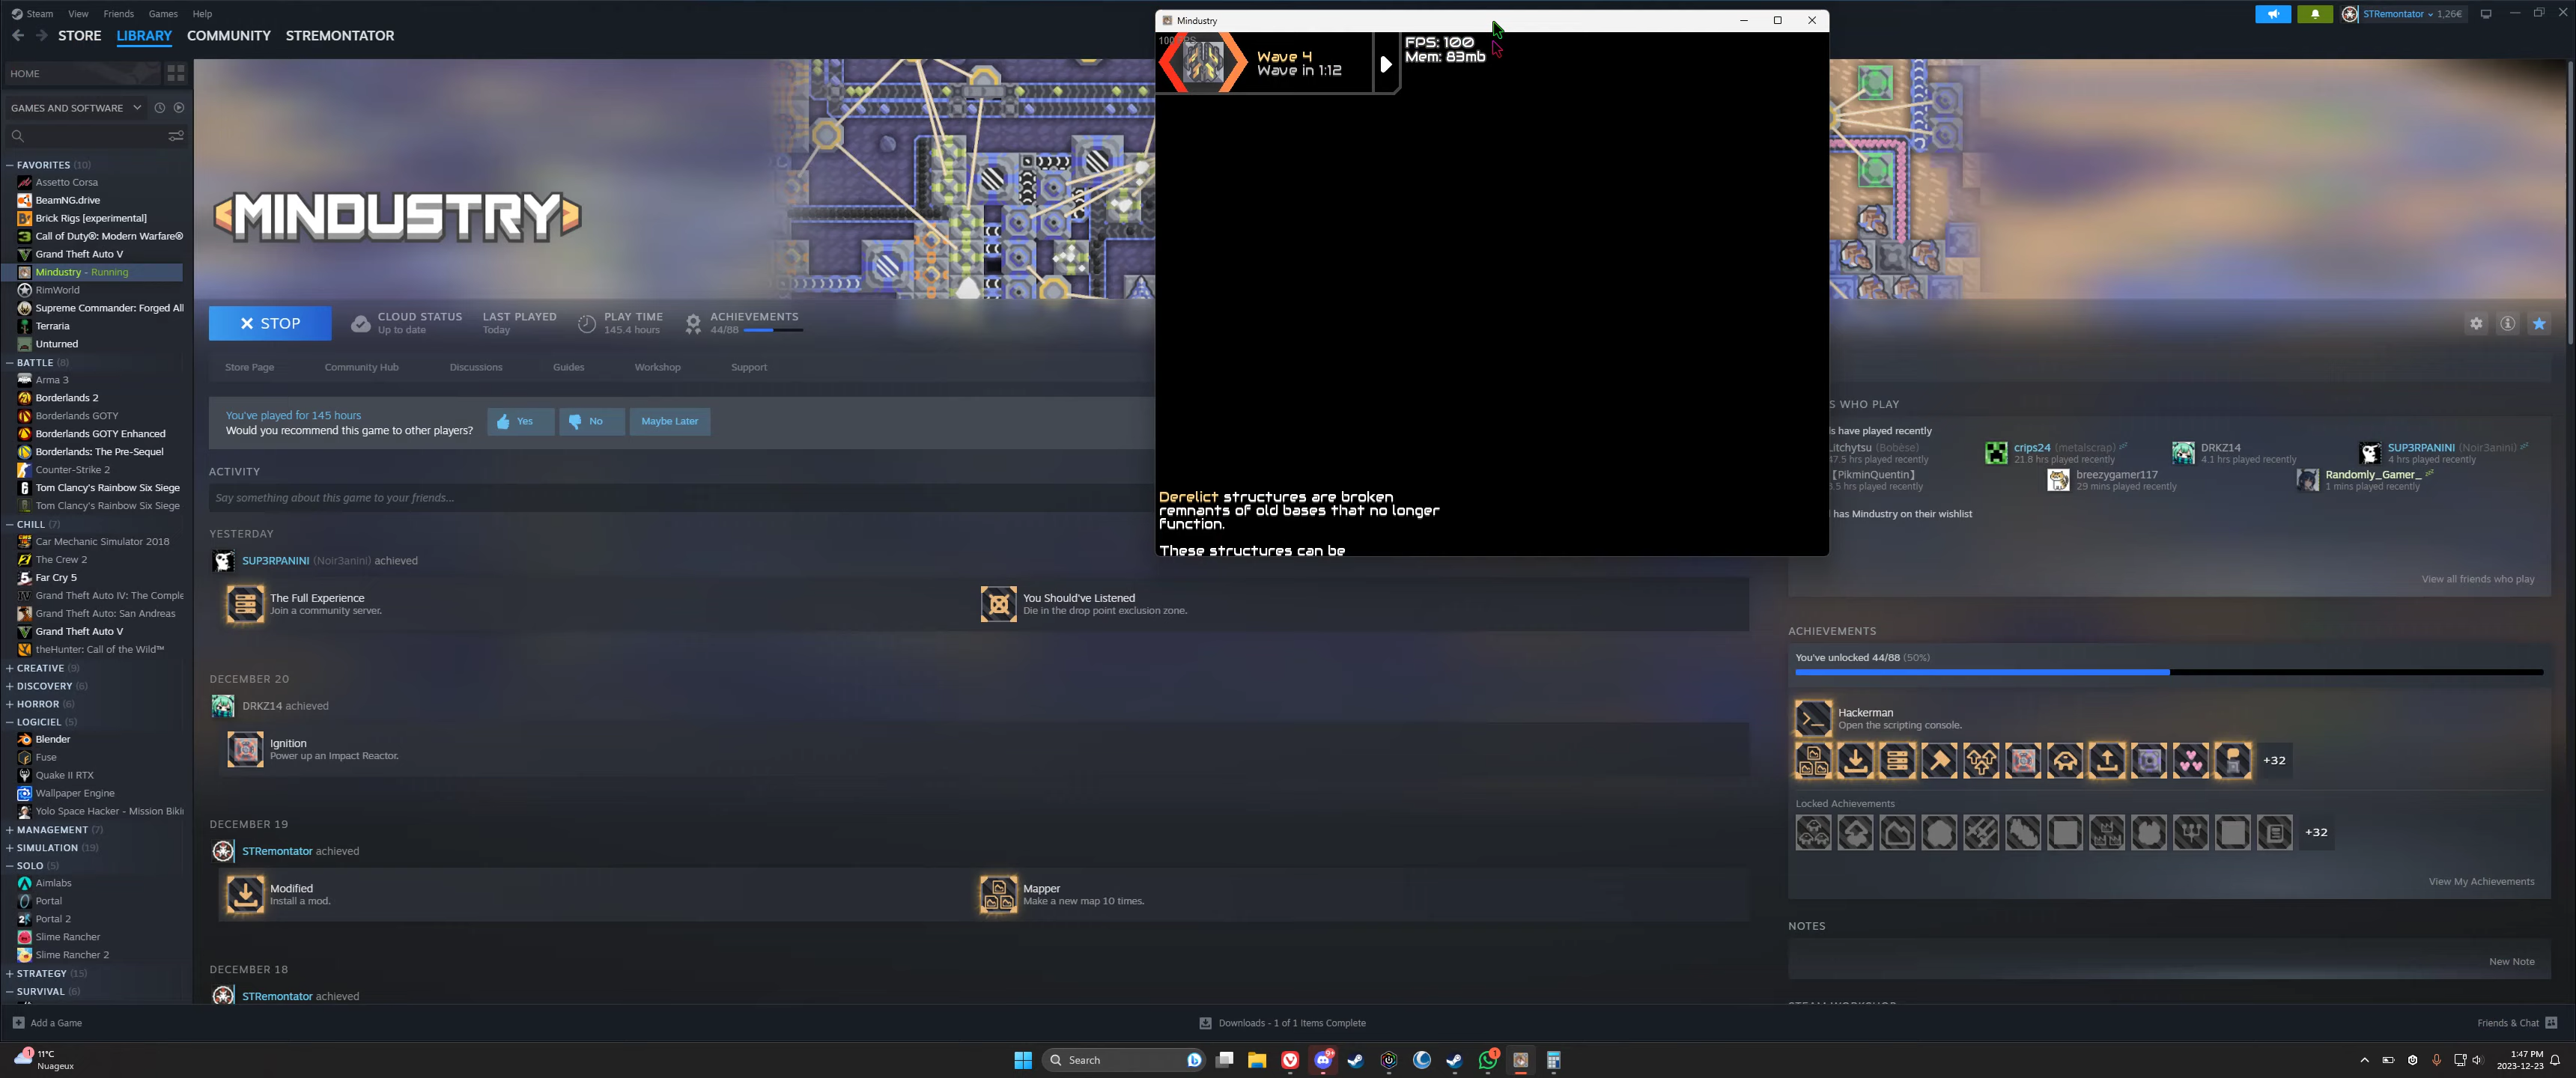 Steam View Friends Games Help
STRemontator 1,26€
STORE LIBRARY COMMUNITY STREMONTATOR
HOME
GAMES AND SOFTWARE
FAVORITES (10)
Assetto Corsa
BeamNG.drive
Brick Rigs [experimental]
Call of Duty®: Modern Warfare®
Grand Theft Auto V
Mindustry - Running
RimWorld
Supreme Commander: Forged All
Terraria
Unturned
BATTLE (8)
Arma 3
Borderlands 2
Borderlands GOTY
Borderlands GOTY Enhanced
Borderlands: The Pre-Sequel
Counter-Strike 2
Tom Clancy's Rainbow Six Siege
Tom Clancy's Rainbow Six Siege
CHILL (7)
Car Mechanic Simulator 2018
The Crew 2
Far Cry 5
Grand Theft Auto IV: The Comple
Grand Theft Auto: San Andreas
Grand Theft Auto V
theHunter: Call of the Wild™
CREATIVE (9)
DISCOVERY (6)
HORROR (6)
LOGICIEL (5)
Blender
Fuse
Quake II RTX
Wallpaper Engine
Yolo Space Hacker - Mission Biki
MANAGEMENT (7)
SIMULATION (19)
SOLO (5)
Aimlabs
Portal
Portal 2
Slime Rancher
Slime Rancher 2
STRATEGY (15)
SURVIVAL (6)
Add a Game
MINDUSTRY
STOP
CLOUD STATUS
Up to date
LAST PLAYED
Today
PLAY TIME
145.4 hours
ACHIEVEMENTS
44/88
Store Page Community Hub Discussions Guides Workshop Support
You've played for 145 hours
Would you recommend this game to other players?
Yes No Maybe Later
ACTIVITY
Say something about this game to your friends...
YESTERDAY
SUP3RPANINI (Noir3anini) achieved
The Full Experience
Join a community server.
You Should've Listened
Die in the drop point exclusion zone.
DECEMBER 20
DRKZ14 achieved
Ignition
Power up an Impact Reactor.
DECEMBER 19
STRemontator achieved
Modified
Install a mod.
Mapper
Make a new map 10 times.
DECEMBER 18
STRemontator achieved
Mindustry
Wave 4
Wave in 1:12
FPS: 100
Mem: 83mb
Derelict structures are broken
remnants of old bases that no longer
function.
These structures can be
S WHO PLAY
s have played recently
itchytsu (Bobèse)
47.5 hrs played recently
crips24 (metalscrap)
21.8 hrs played recently
DRKZ14
4.1 hrs played recently
SUP3RPANINI (Noir3anini)
4 hrs played recently
[PikminQuentin]
.5 hrs played recently
breezygamer117
29 mins played recently
Randomly_Gamer_
1 mins played recently
has Mindustry on their wishlist
View all friends who play
ACHIEVEMENTS
You've unlocked 44/88 (50%)
Hackerman
Open the scripting console.
+32
Locked Achievements
+32
View My Achievements
NOTES
New Note
Downloads - 1 of 1 Items Complete
Friends & Chat
11°C
Nuageux
Search
1:47 PM
2023-12-23